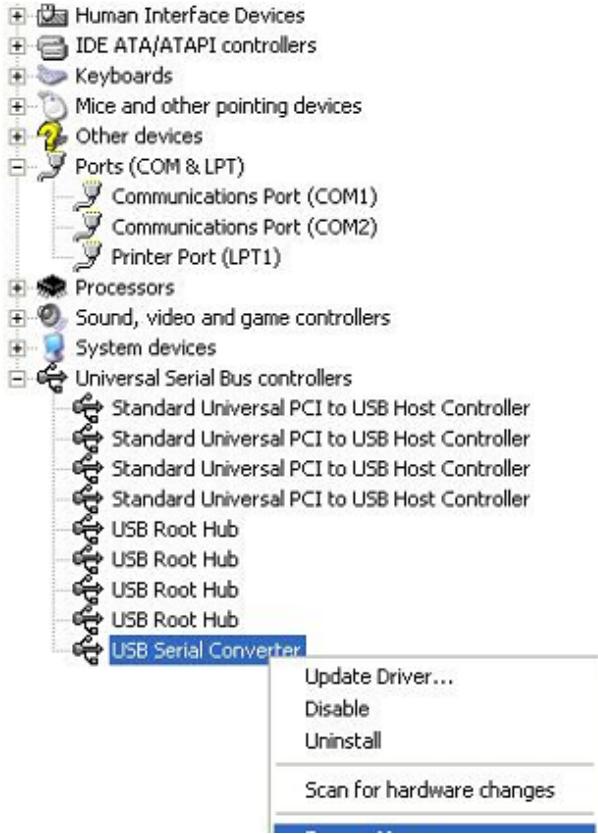 Human Interface Devices
IDE ATA/ATAPI controllers
Keyboards
Mice and other pointing devices
Other devices
Ports (COM & LPT)
Communications Port (COM1)
Communications Port (COM2)
Printer Port (LPT1)
Processors
Sound, video and game controllers
System devices
Universal Serial Bus controllers
Standard Universal PCI to USB Host Controller
Standard Universal PCI to USB Host Controller
Standard Universal PCI to USB Host Controller
Standard Universal PCI to USB Host Controller
USB Root Hub
USB Root Hub
USB Root Hub
USB Root Hub
USB Serial Converter
Update Driver...
Disable
Uninstall
Scan for hardware changes